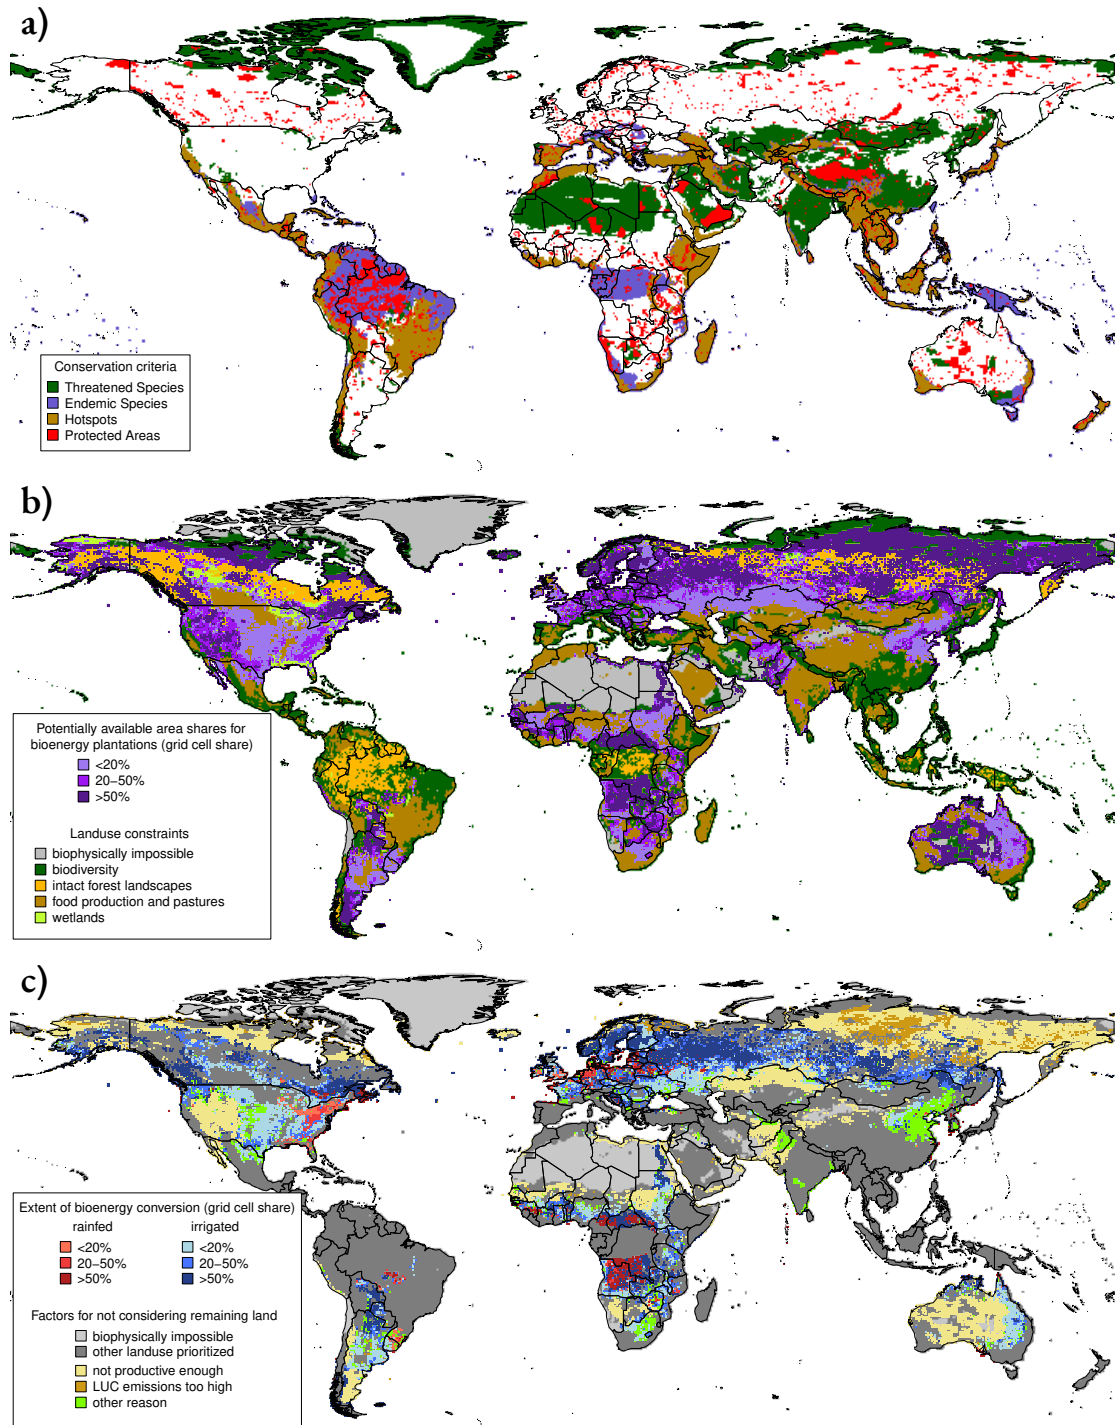 a)
Conservation criteria
Threatened Species
Endemic Species
Hotspots
Protected Areas
b)
Potentially available area shares for
bioenergy plantations (grid cell share)
<20%
20–50%
>50%
Landuse constraints
biophysically impossible
biodiversity
intact forest landscapes
food production and pastures
wetlands
c)
Extent of bioenergy conversion (grid cell share)
rainfed irrigated
<20% <20%
20–50% 20–50%
>50% >50%
Factors for not considering remaining land
biophysically impossible
other landuse prioritized
not productive enough
LUC emissions too high
other reason